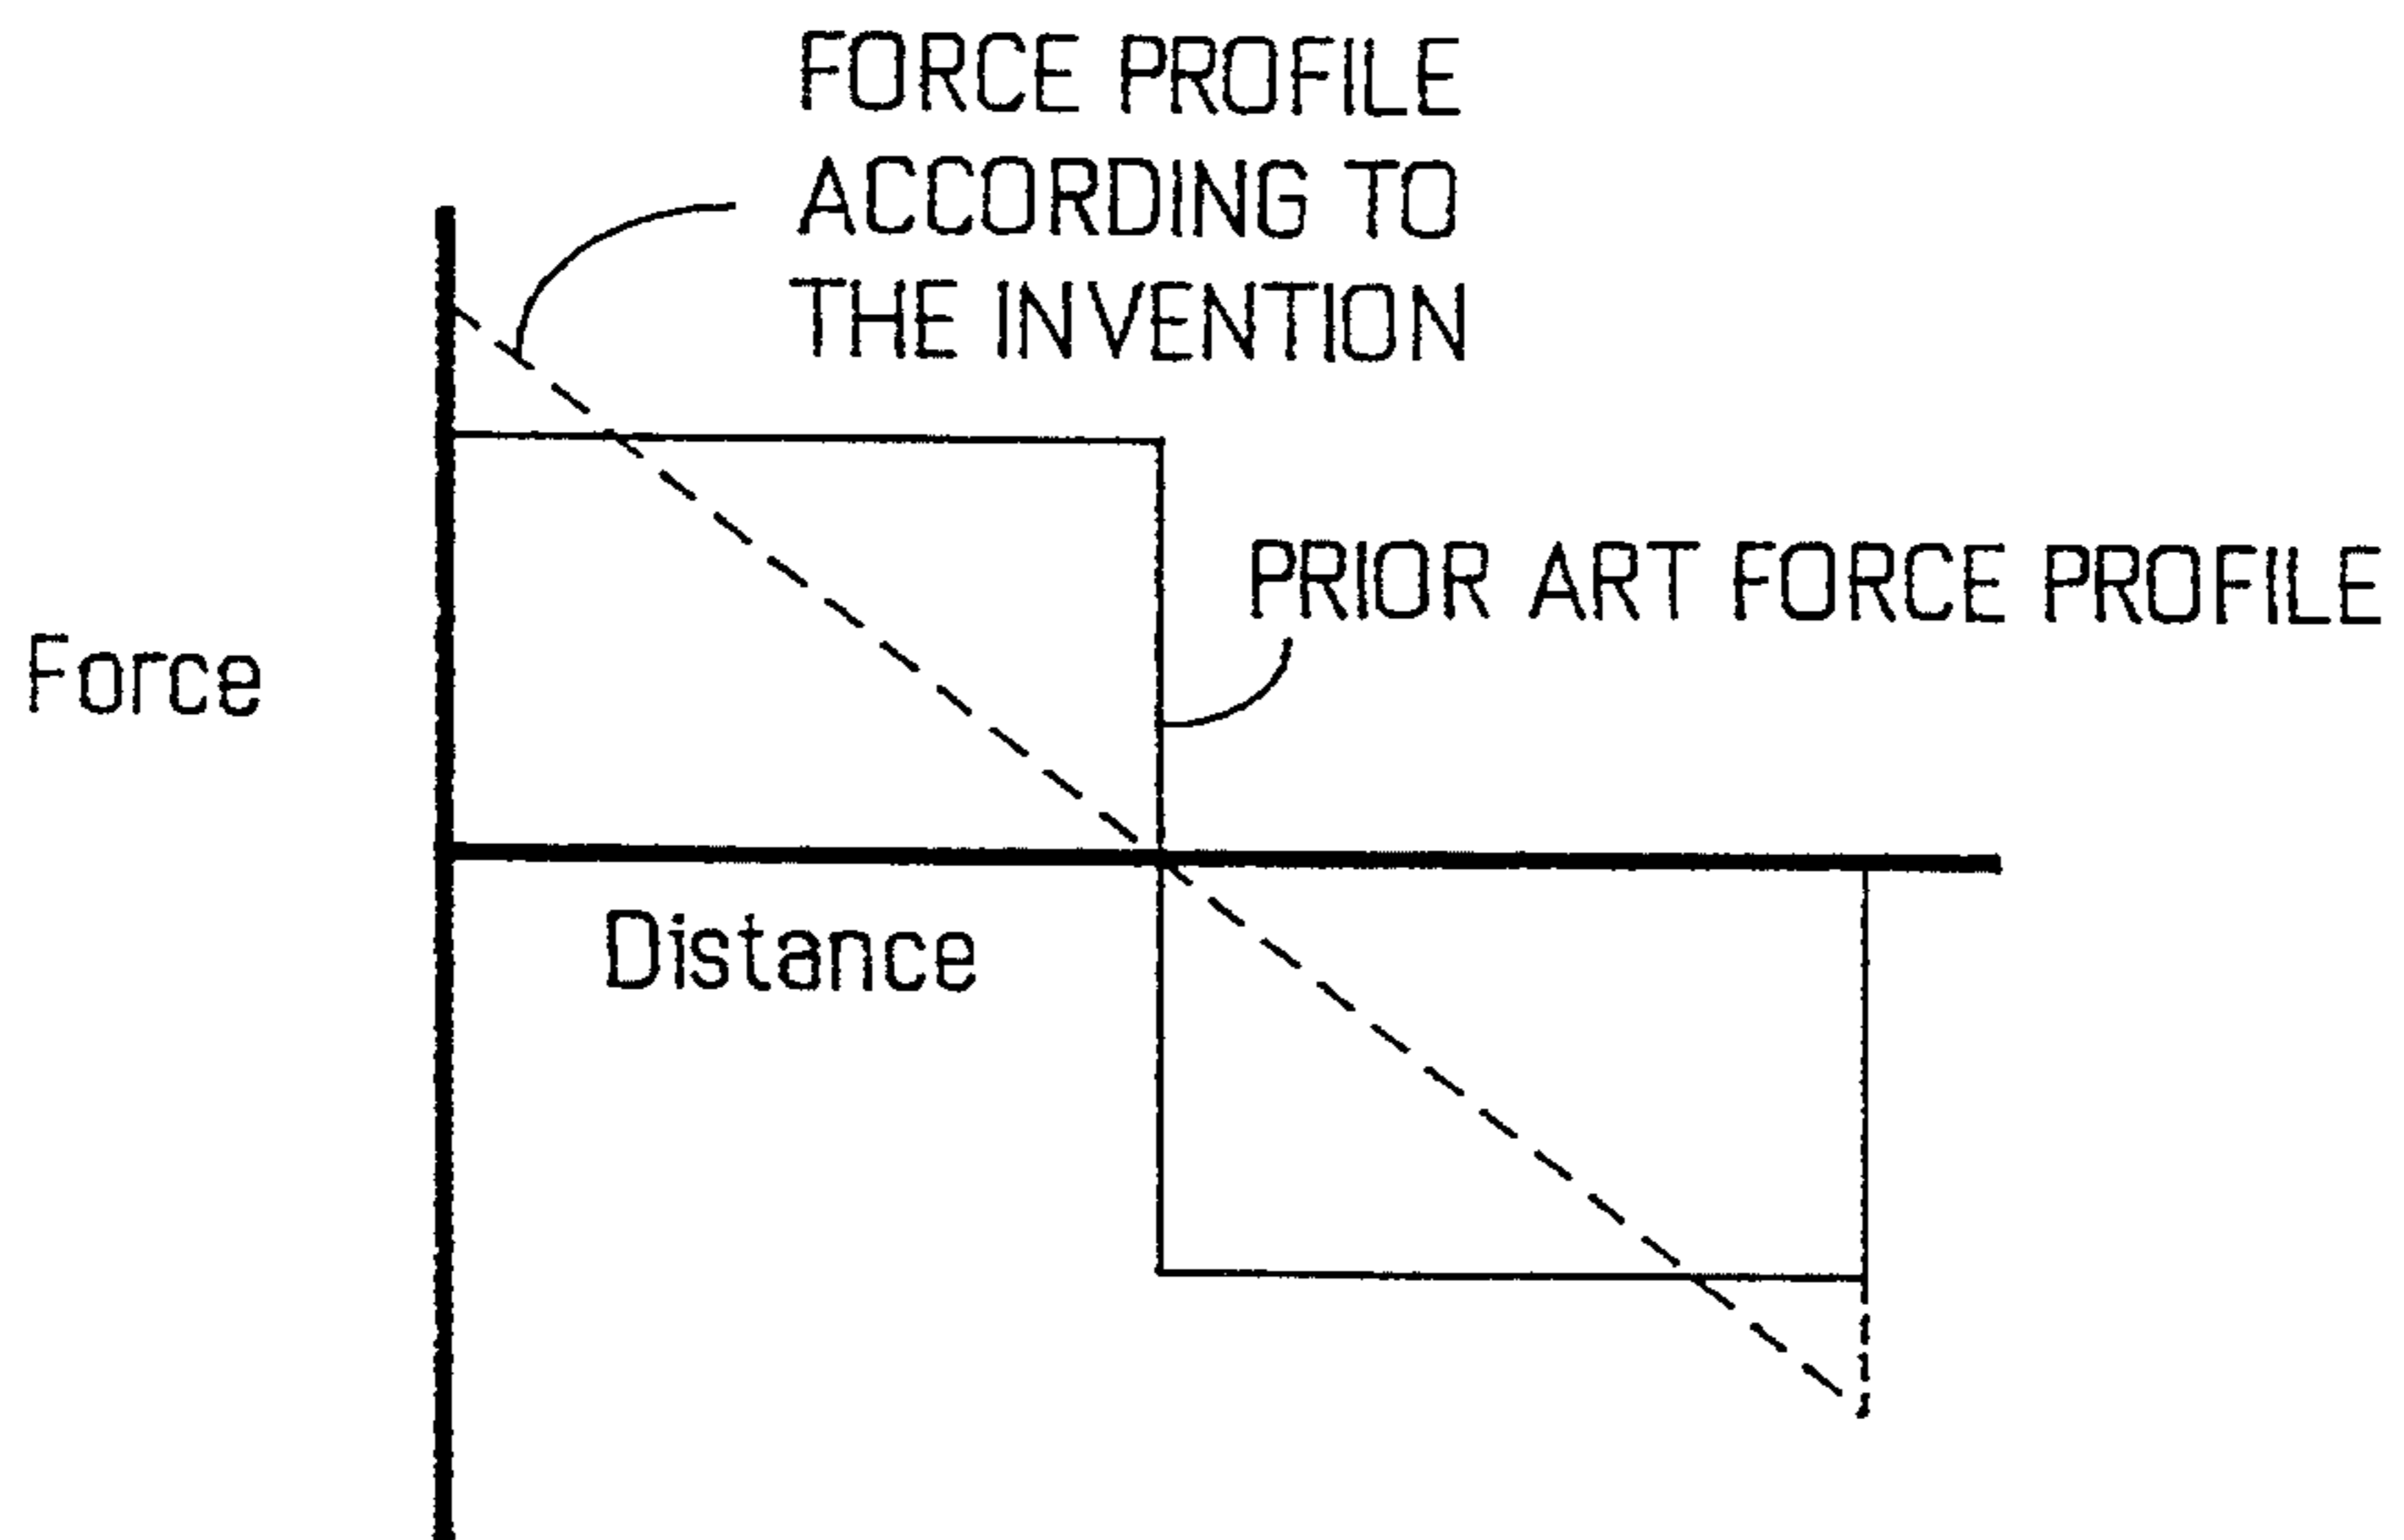 FORCE PROFILE
ACCORDING TO
THE INVENTION
PRIOR ART FORCE PROFILE
Force
Distance